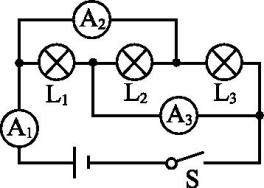 A₂
L₁ L₂ L₃
A₁ A₃
S